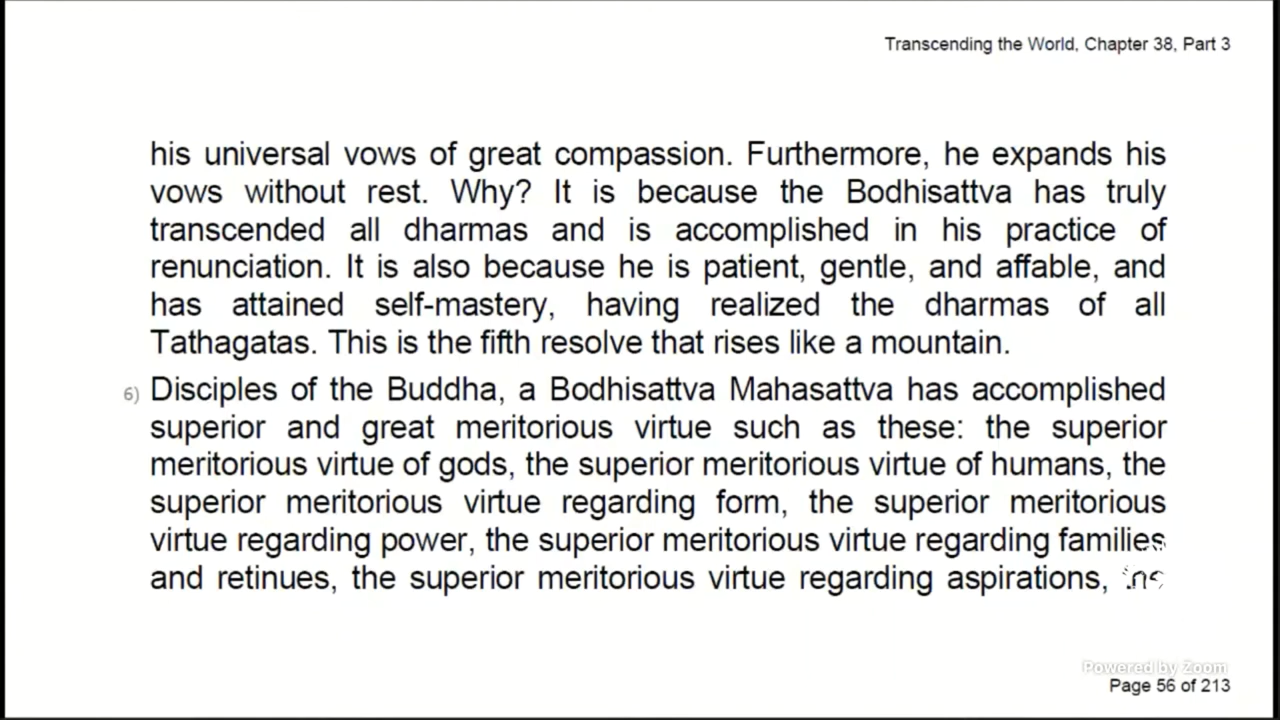 Transcending the World, Chapter 38, Part 3
his universal vows of great compassion. Furthermore, he expands his
vows without rest. Why? It is because the Bodhisattva has truly
transcended all dharmas and is accomplished in his practice of
renunciation. It is also because he is patient, gentle, and affable, and
has attained self-mastery, having realized the dharmas of all
Tathagatas. This is the fifth resolve that rises like a mountain.
6) Disciples of the Buddha, a Bodhisattva Mahasattva has accomplished
superior and great meritorious virtue such as these: the superior
meritorious virtue of gods, the superior meritorious virtue of humans, the
superior meritorious virtue regarding form, the superior meritorious
virtue regarding power, the superior meritorious virtue regarding families
and retinues, the superior meritorious virtue regarding aspirations,
Powered by Zoom
Page 56 of 213